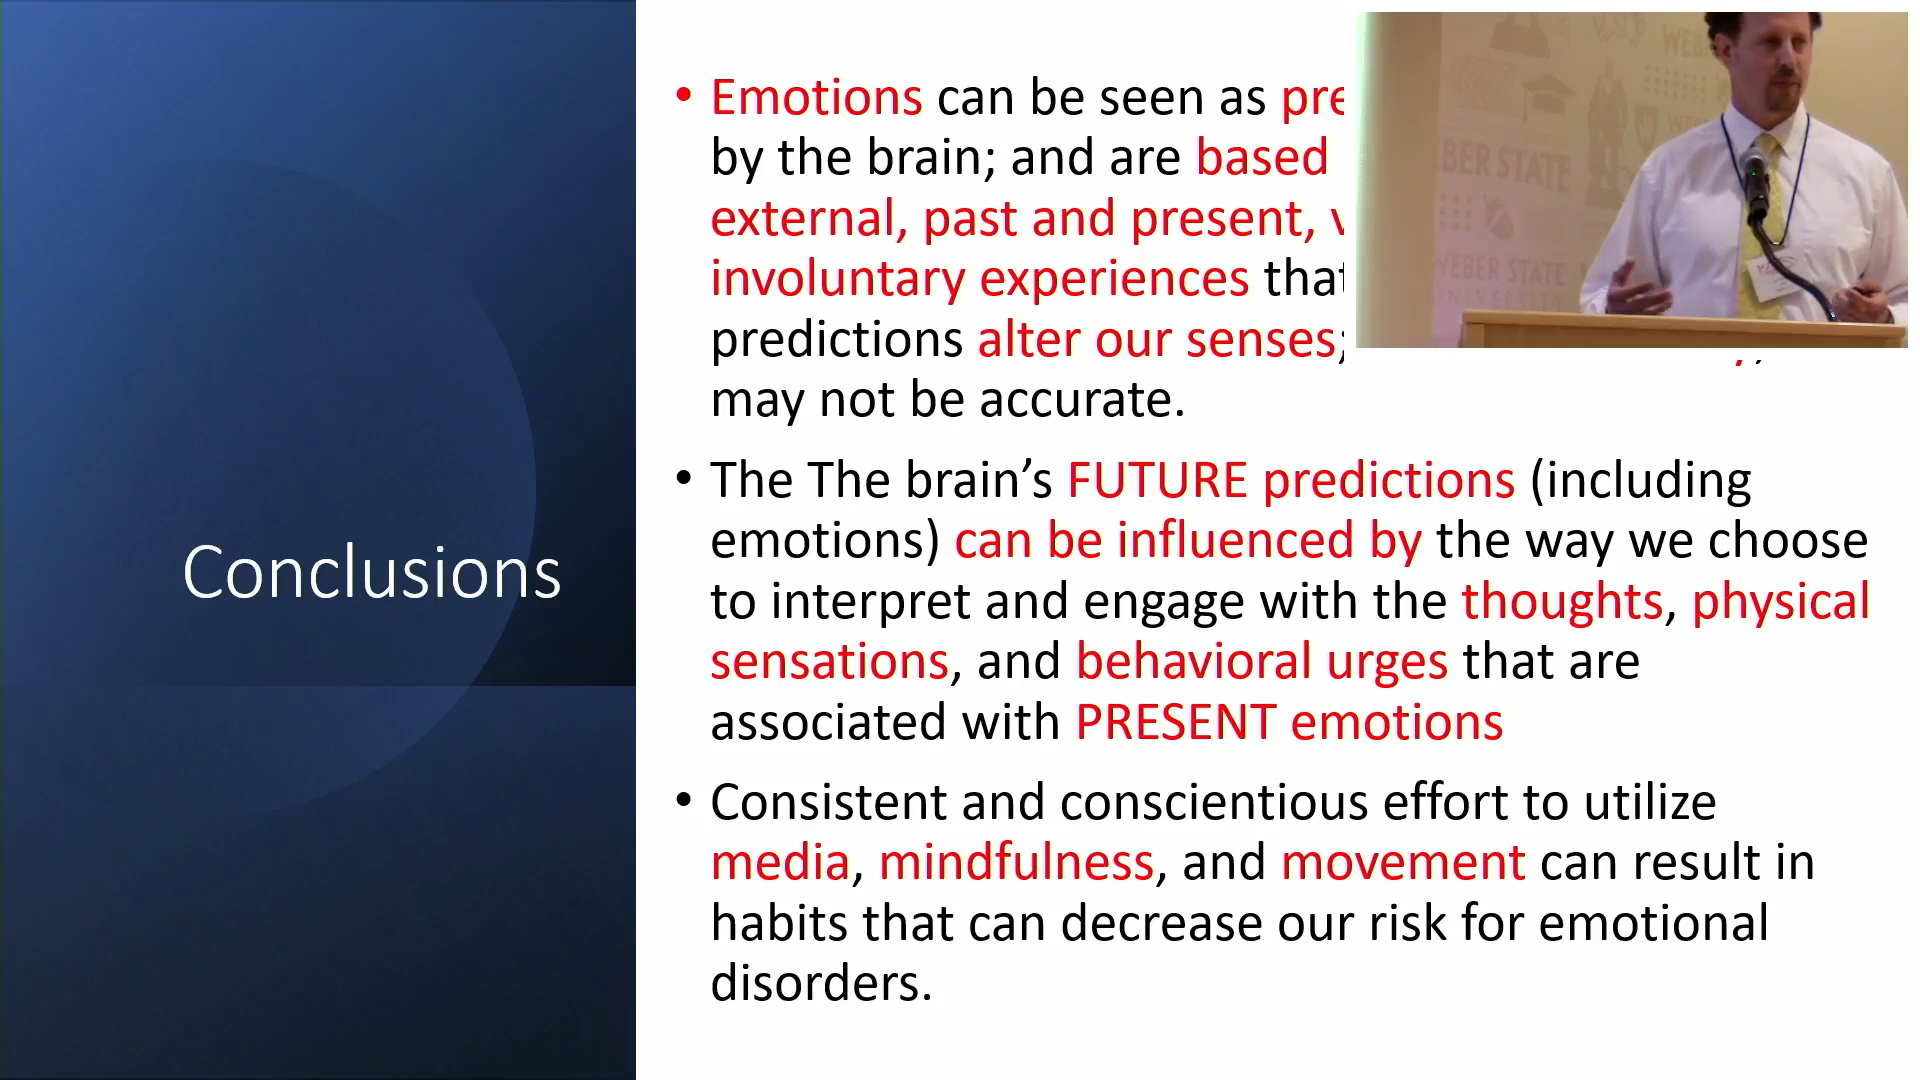 Conclusions
• Emotions can be seen as
by the brain; and are based
external, past and present,
involuntary experiences
predictions alter our senses;
may not be accurate.
• The The brain’s FUTURE predictions (including
emotions) can be influenced by the way we choose
to interpret and engage with the thoughts, physical
sensations, and behavioral urges that are
associated with PRESENT emotions
• Consistent and conscientious effort to utilize
media, mindfulness, and movement can result in
habits that can decrease our risk for emotional
disorders.
WEBER STATE
UNIVERSITY